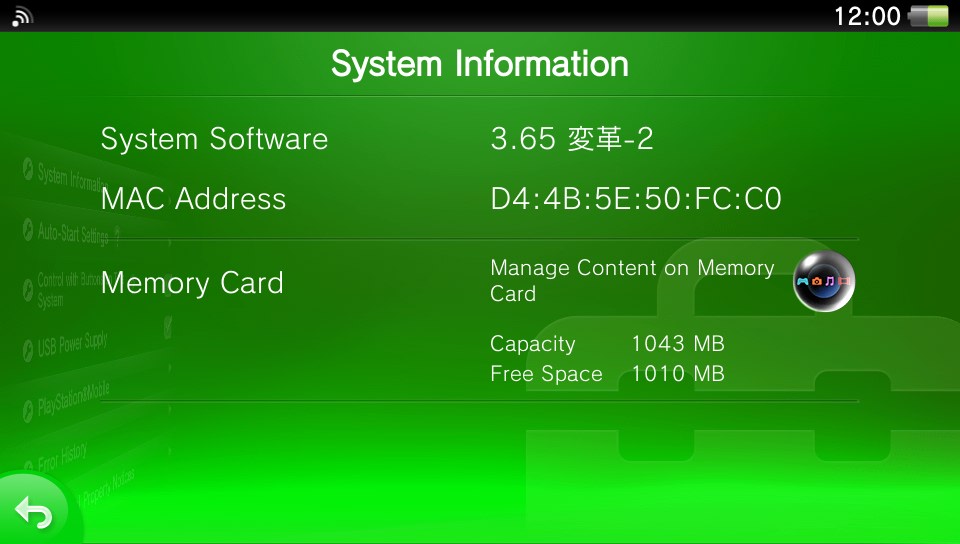 12:00
System Information
System Software 3.65 変革-2
MAC Address D4:4B:5E:50:FC:C0
Memory Card
Manage Content on Memory
Card
Capacity 1043 MB
Free Space 1010 MB
System Information
Auto-Start Settings
Control with Buttons
System
USB Power Supply
PlayStation®Mobile
Error History
Property Notices